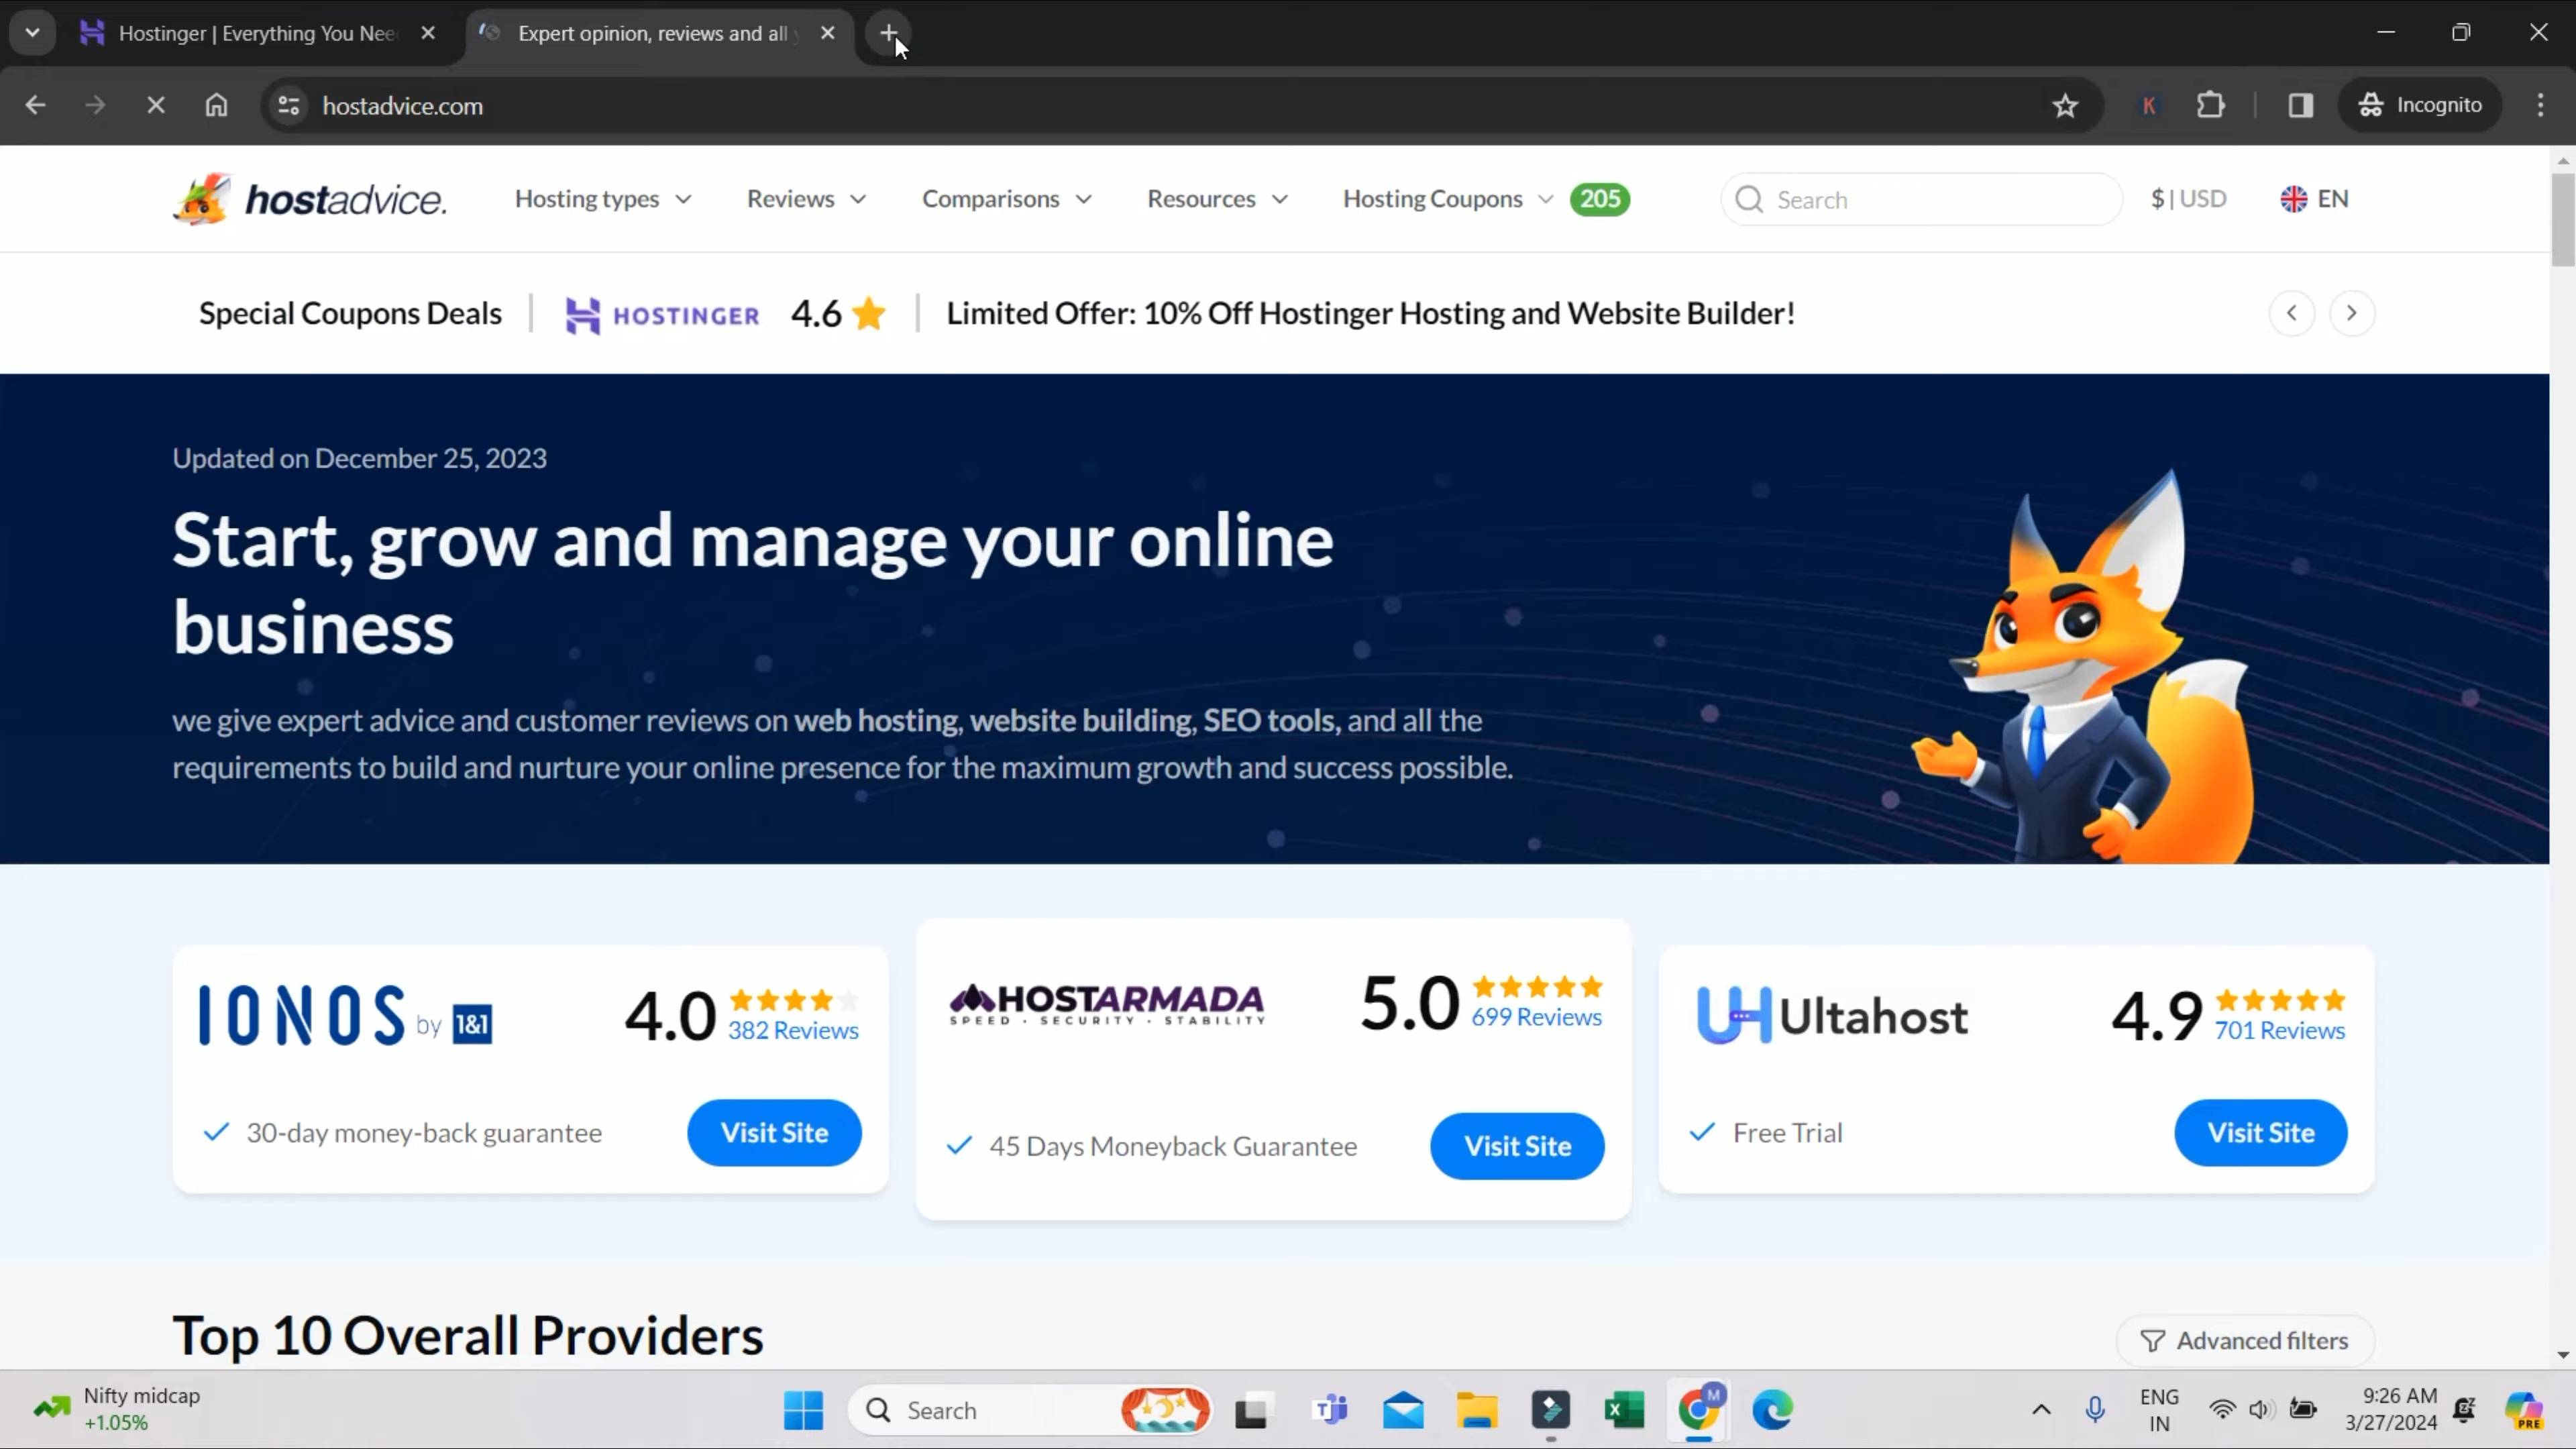 Hostinger | Everything You Nee
Expert opinion, reviews and all y
hostadvice.com
K
Incognito
hostadvice.
Hosting types
Reviews
Comparisons
Resources
Hosting Coupons
205
Search
$ | USD
EN
Special Coupons Deals
HOSTINGER
4.6
Limited Offer: 10% Off Hostinger Hosting and Website Builder!
Updated on December 25, 2023
Start, grow and manage your online
business
we give expert advice and customer reviews on web hosting, website building, SEO tools, and all the
requirements to build and nurture your online presence for the maximum growth and success possible.
IONOS by 1&1
4.0
382 Reviews
30-day money-back guarantee
Visit Site
HOSTARMADA
SPEED · SECURITY · STABILITY
5.0
699 Reviews
45 Days Moneyback Guarantee
Visit Site
UH Ultahost
4.9
701 Reviews
Free Trial
Visit Site
Top 10 Overall Providers
Advanced filters
Nifty midcap
+1.05%
Search
M
ENG
IN
9:26 AM
3/27/2024
PRE